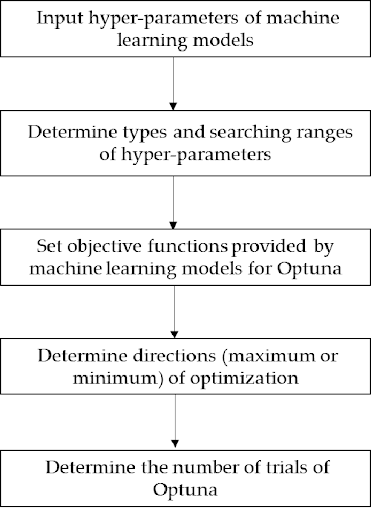 Input hyper-parameters of machine
learning models
Determine types and searching ranges
of hyper-parameters
Set objective functions provided by
machine learning models for Optuna
Determine directions (maximum or
minimum) of optimization
Determine the number of trials of
Optuna